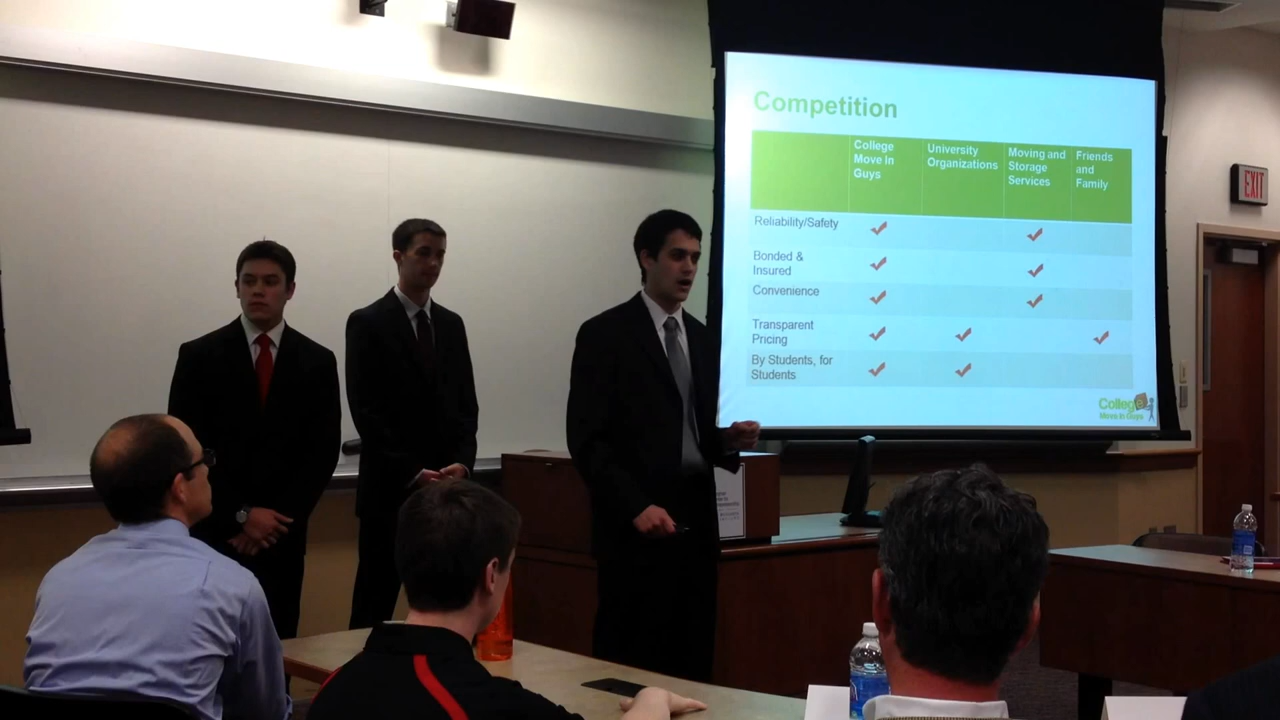 Competition
College
Move In
Guys
University
Organizations
Moving and
Storage
Services
Friends
and
Family
Reliability/Safety
Bonded &
Insured
Convenience
Transparent
Pricing
By Students, for
Students
College
Move In Guys
EXIT